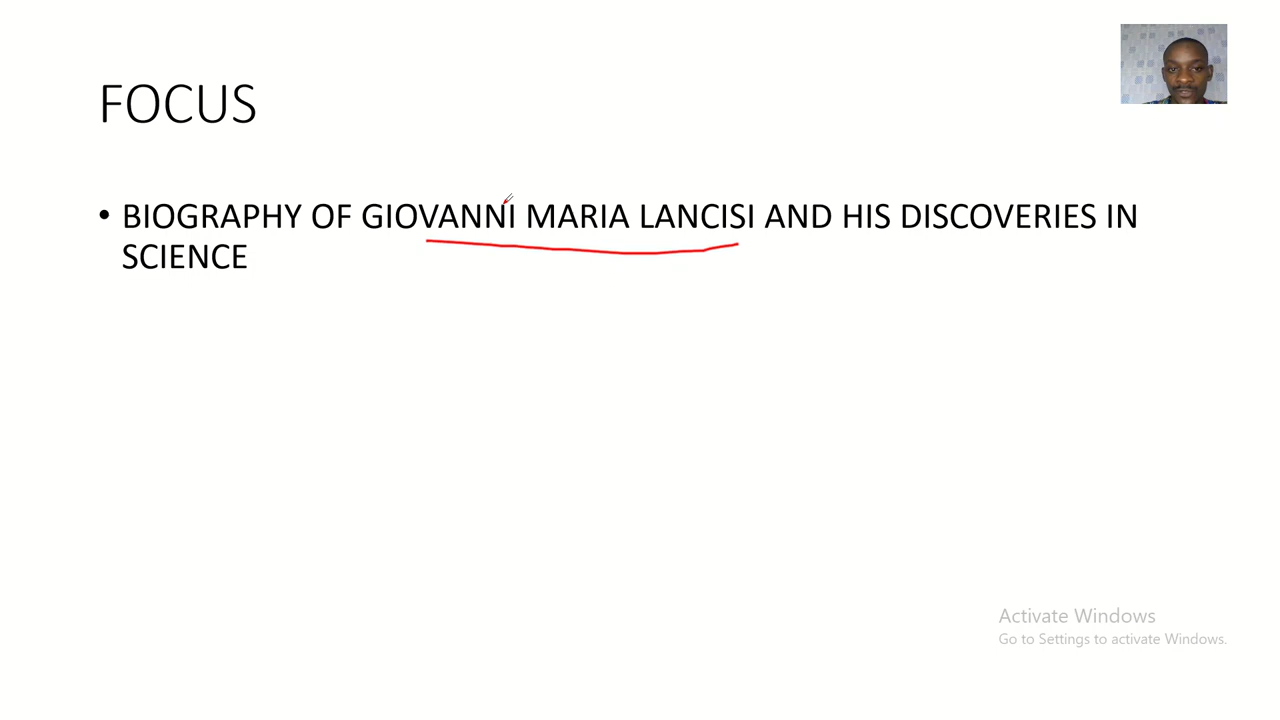 FOCUS
• BIOGRAPHY OF GIOVANNI MARIA LANCISI AND HIS DISCOVERIES IN
SCIENCE
Activate Windows
Go to Settings to activate Windows.